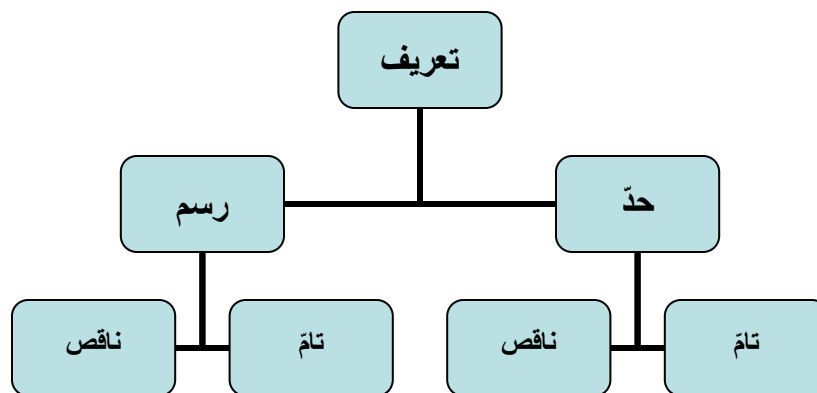 تعريف
حدّ
رسم
تامّ
ناقص
تامّ
ناقص